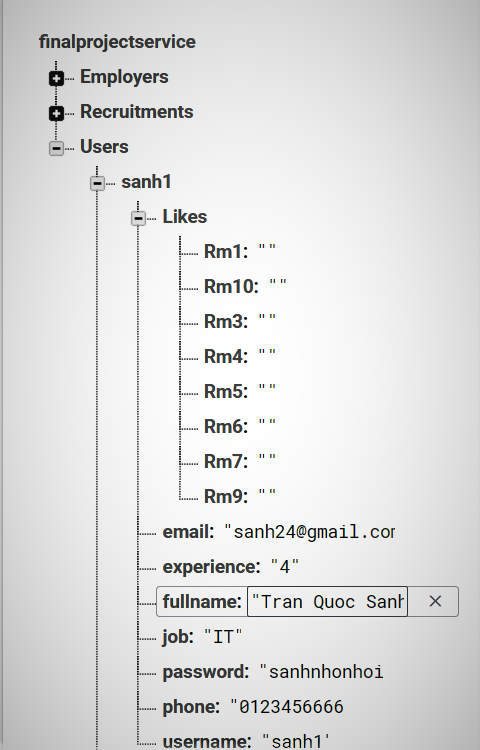 finalprojectservice
Employers
Recruitments
Users
sanh1
Likes
Rm1: ""
Rm10: ""
Rm3: ""
Rm4: ""
Rm5: ""
Rm6: ""
Rm7: ""
Rm9: ""
email: "sanh24@gmail.com
experience: "4"
fullname: "Tran Quoc Sanh
job: "IT"
password: "sanhnhonhoi
phone: "0123456666
username: "sanh1'